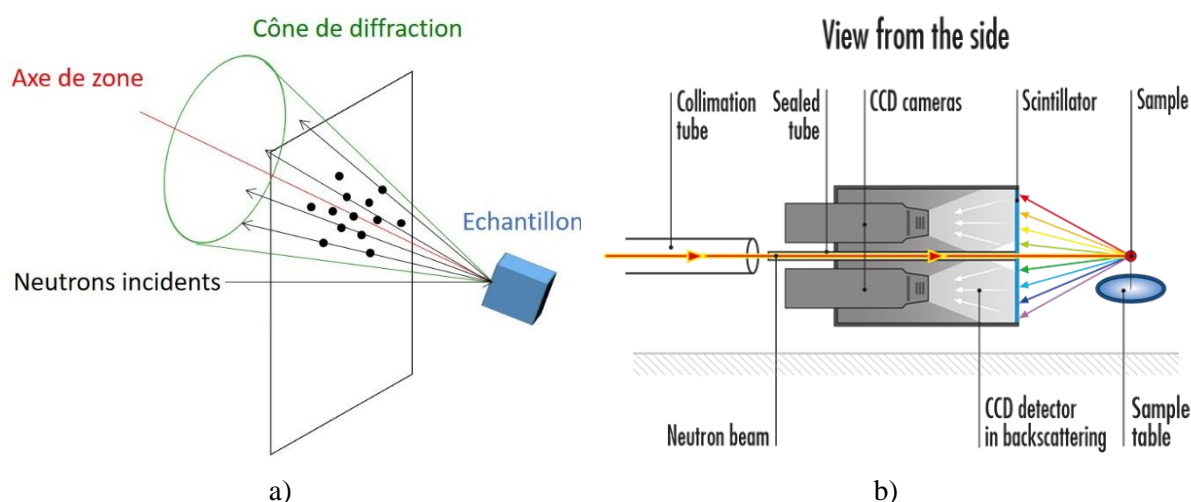 Cône de diffraction
Axe de zone
Echantillon
Neutrons incidents
a)
View from the side
Collimation
tube
Sealed
tube
CCD cameras
Scintillator
Sample
Neutron beam
CCD detector
in backscattering
Sample
table
b)